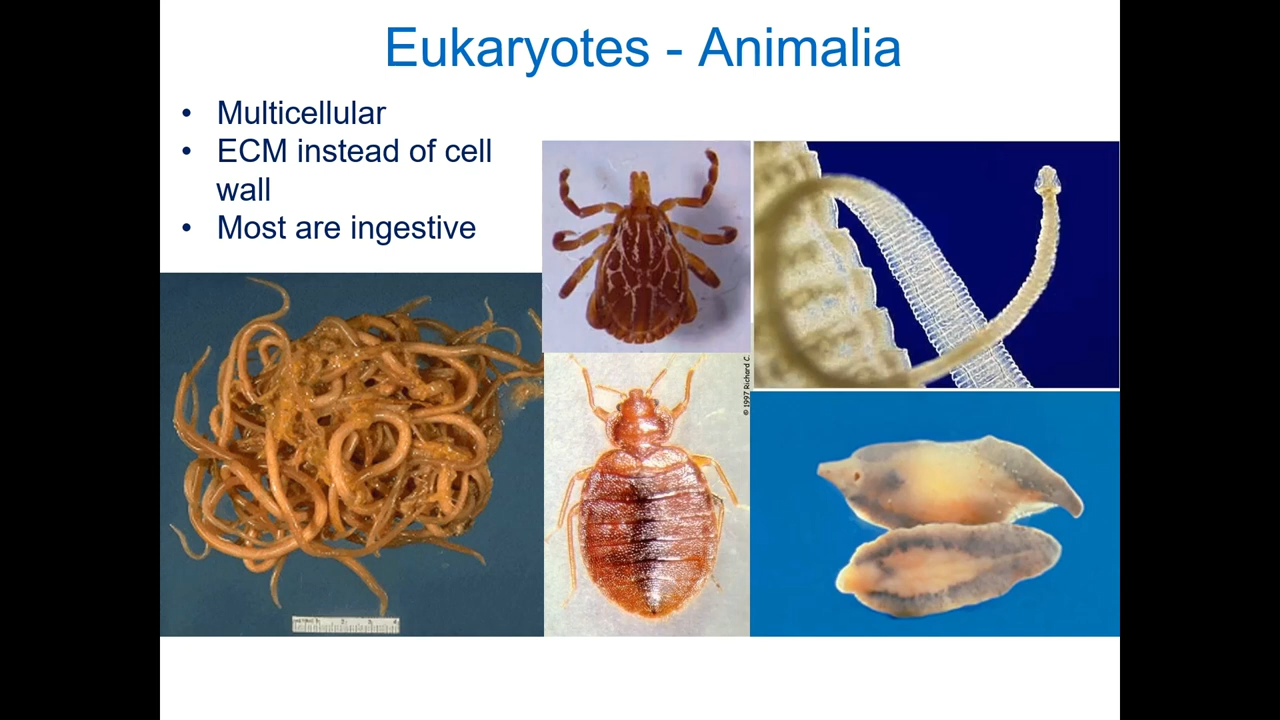 Eukaryotes - Animalia
• Multicellular
• ECM instead of cell
wall
• Most are ingestive
© 1997 Richard C.